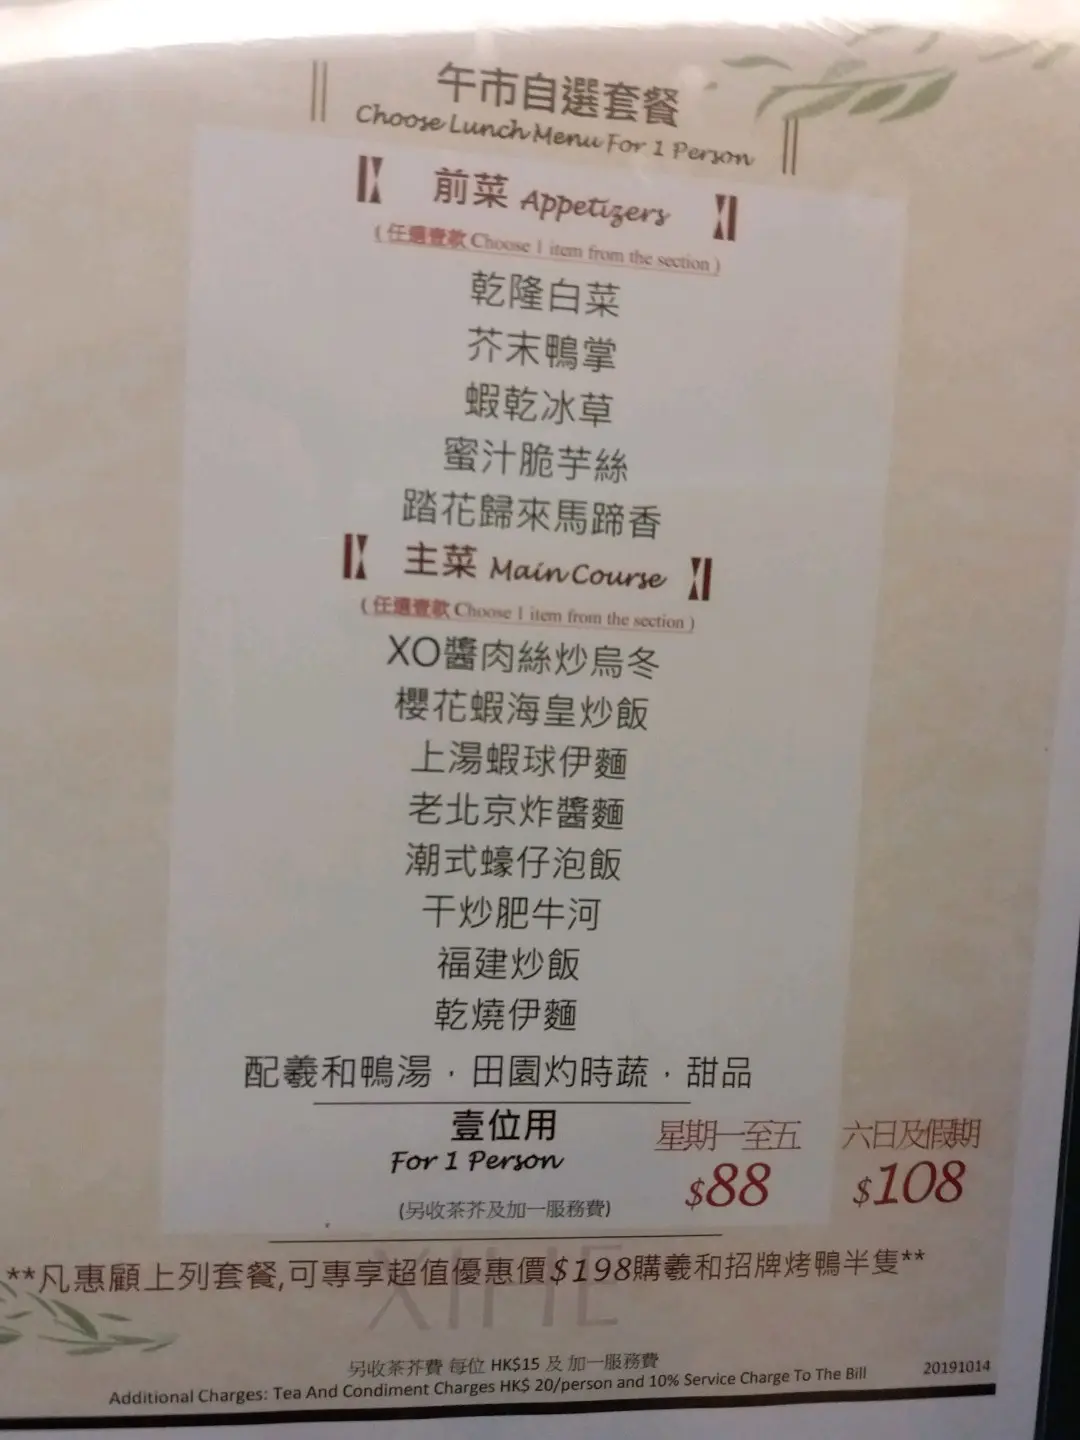 午市自選套餐
Choose Lunch Menu For 1 Person
前菜 Appetizers
(任選壹款 Choose 1 item from the section)
乾隆白菜
芥末鴨掌
蝦乾冰草
蜜汁脆芋絲
踏花歸來馬蹄香
主菜 Main Course
(任選壹款 Choose 1 item from the section)
XO醬肉絲炒烏冬
櫻花蝦海皇炒飯
上湯蝦球伊麵
老北京炸醬麵
潮式蠔仔泡飯
干炒肥牛河
福建炒飯
乾燒伊麵
配羲和鴨湯，田園灼時蔬，甜品
壹位用
For 1 Person
(另收茶芥及加一服務費)
星期一至五
$88
六日及假期
$108
**凡惠顧上列套餐,可專享超值優惠價$198購羲和招牌烤鴨半隻**
XIHE
另收茶芥費 每位 HK$15 及 加一服務費
Additional Charges: Tea And Condiment Charges HK$ 20/person and 10% Service Charge To The Bill
20191014